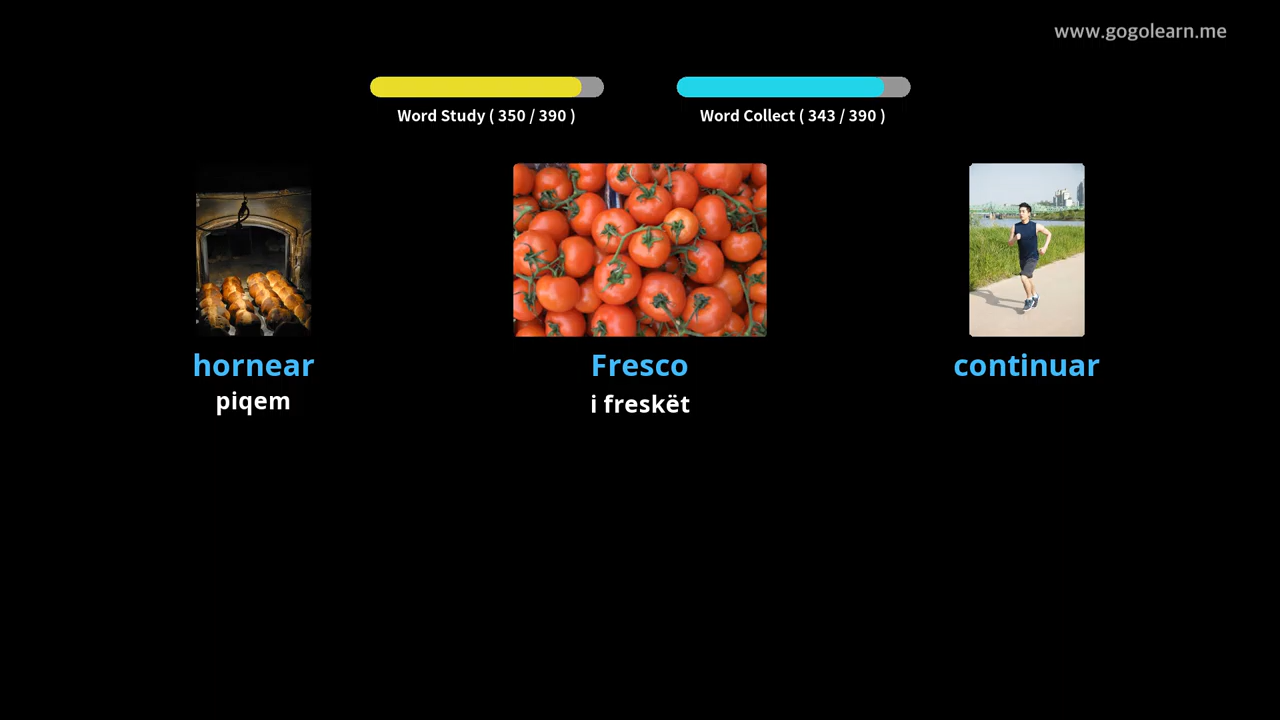 www.gogolearn.me
Word Study ( 350 / 390 )
Word Collect ( 343 / 390 )
hornear
piqem
Fresco
i freskët
continuar